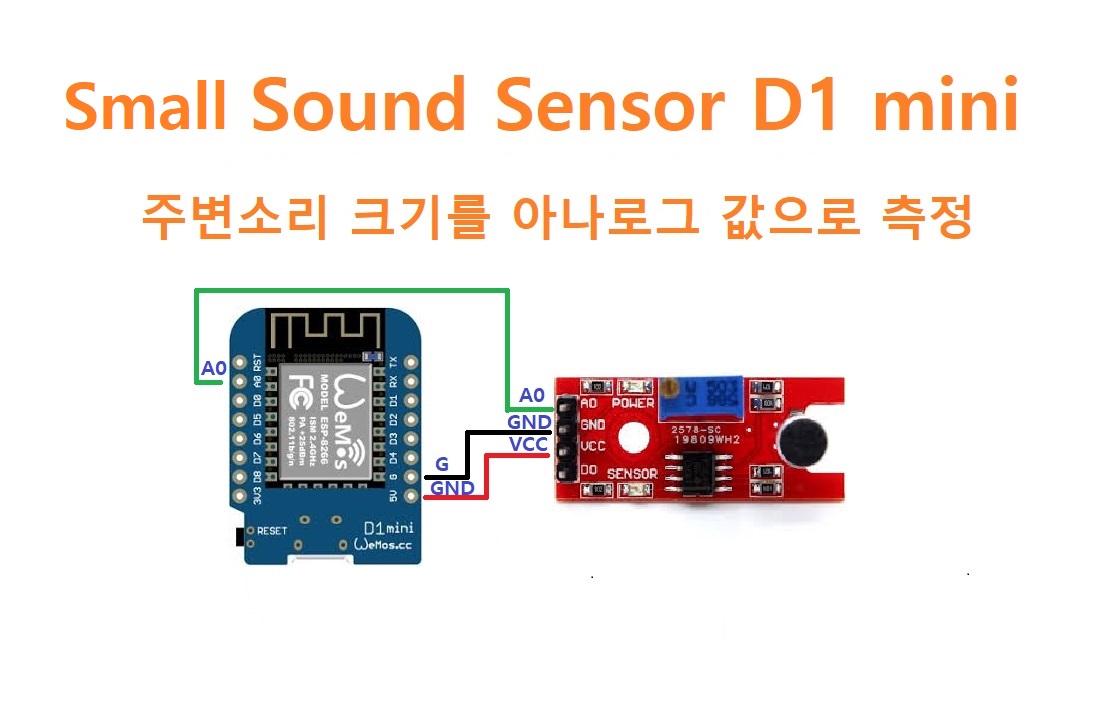 Small Sound Sensor D1 mini
주변소리 크기를 아나로그 값으로 측정
A0
RST
A0
D0
D5
D6
D7
D8
3V3
WeMos
MODEL ESP-8266
ISM 2.4GHz
PA +25dBm
802.11b/g/n
FC
TX
RX
D1
D2
D3
D4
G
5V
RESET
D1 mini
WeMos.cc
G
GND
A0
GND
VCC
AO
GND
VCC
DO
POWER
SENSOR
2578-SC
19809WH2